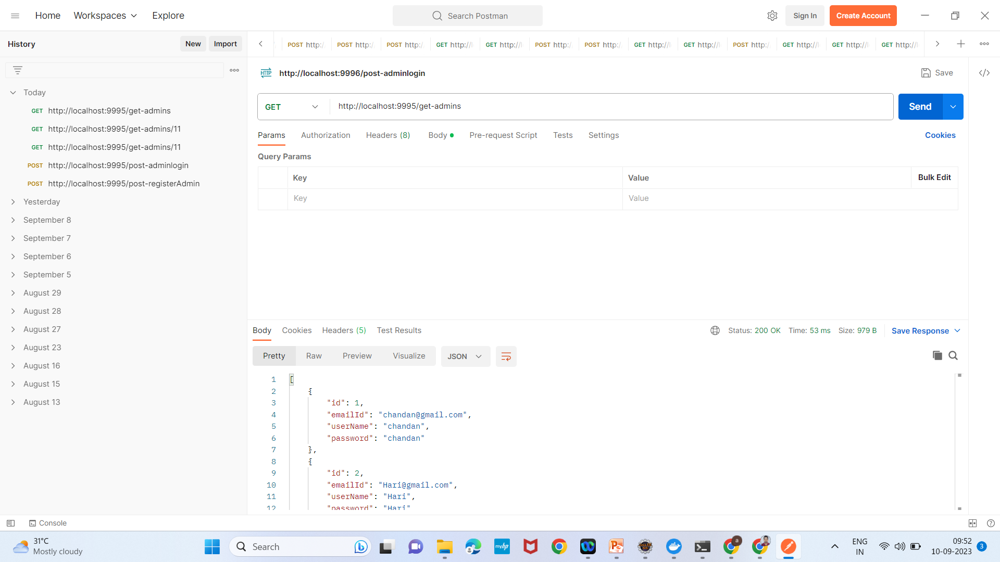 Home Workspaces Explore Search Postman Sign In Create Account
History New Import
POST http:/ POST http:/ POST http:/ GET http:// GET http:// POST http:/ POST http:/ GET http:// GET http:// POST http:/ GET http:// GET http:// GET http://
HTTP http://localhost:9996/post-adminlogin Save </>
GET http://localhost:9995/get-admins Send
Params Authorization Headers (8) Body Pre-request Script Tests Settings Cookies
Query Params
Key Value Bulk Edit
Key Value
Today
GET http://localhost:9995/get-admins
GET http://localhost:9995/get-admins/11
GET http://localhost:9995/get-admins/11
POST http://localhost:9995/post-adminlogin
POST http://localhost:9995/post-registerAdmin
Yesterday
September 8
September 7
September 6
September 5
August 29
August 28
August 27
August 23
August 16
August 15
August 13
Body Cookies Headers (5) Test Results Status: 200 OK Time: 53 ms Size: 979 B Save Response
Pretty Raw Preview Visualize JSON
1 [
2 {
3 "id": 1,
4 "emailId": "chandan@gmail.com",
5 "userName": "chandan",
6 "password": "chandan"
7 },
8 {
9 "id": 2,
10 "emailId": "Hari@gmail.com",
11 "userName": "Hari",
12 "password": "Hari"
Console
31°C
Mostly cloudy
Search
myhp
ENG
IN
09:52
10-09-2023
3